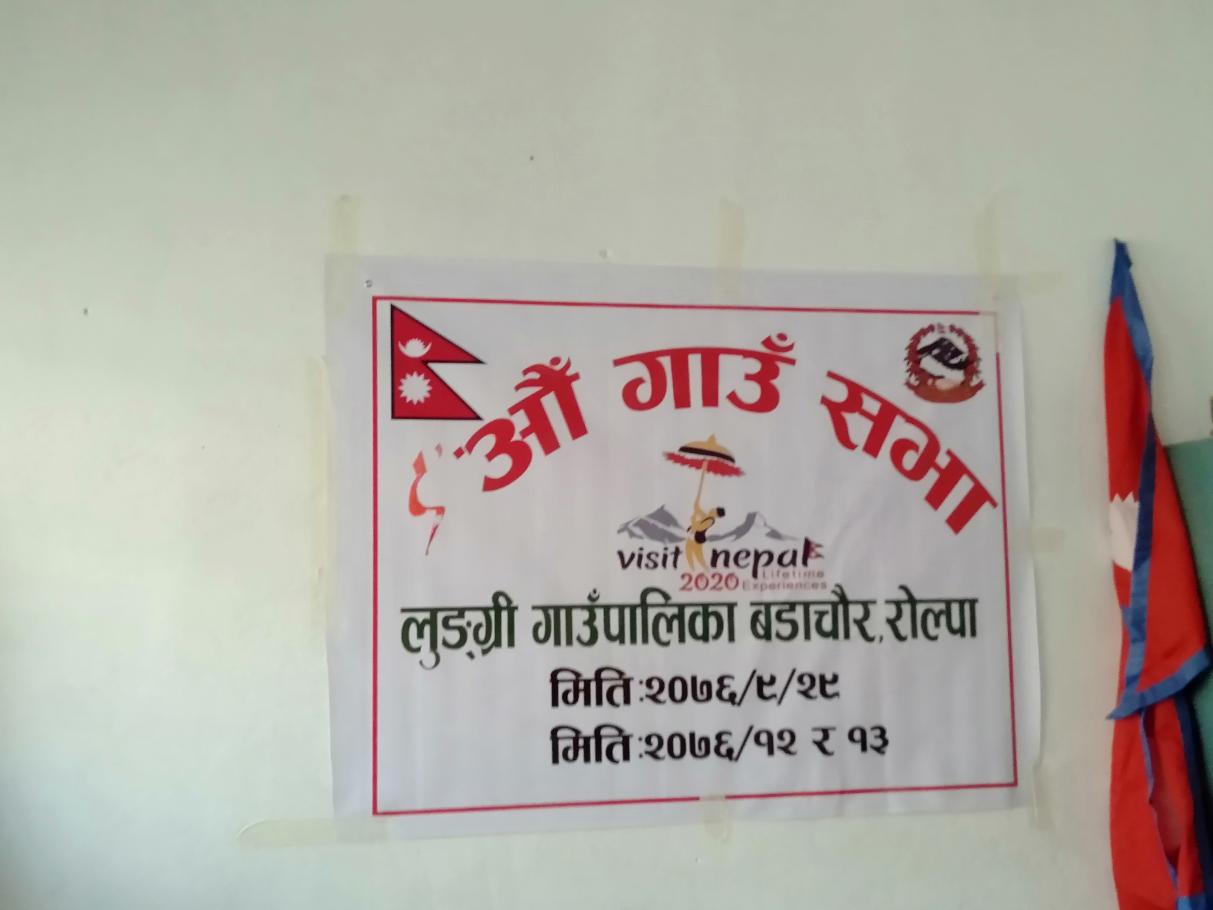 औं गाउँ सभा
visit nepal
2020 Lifetime Experiences
लुङ्ग्री गाउँपालिका बडाचौर, रोल्पा
मिति :२०७६/९/२९
मिति :२०७६/१२ र १३